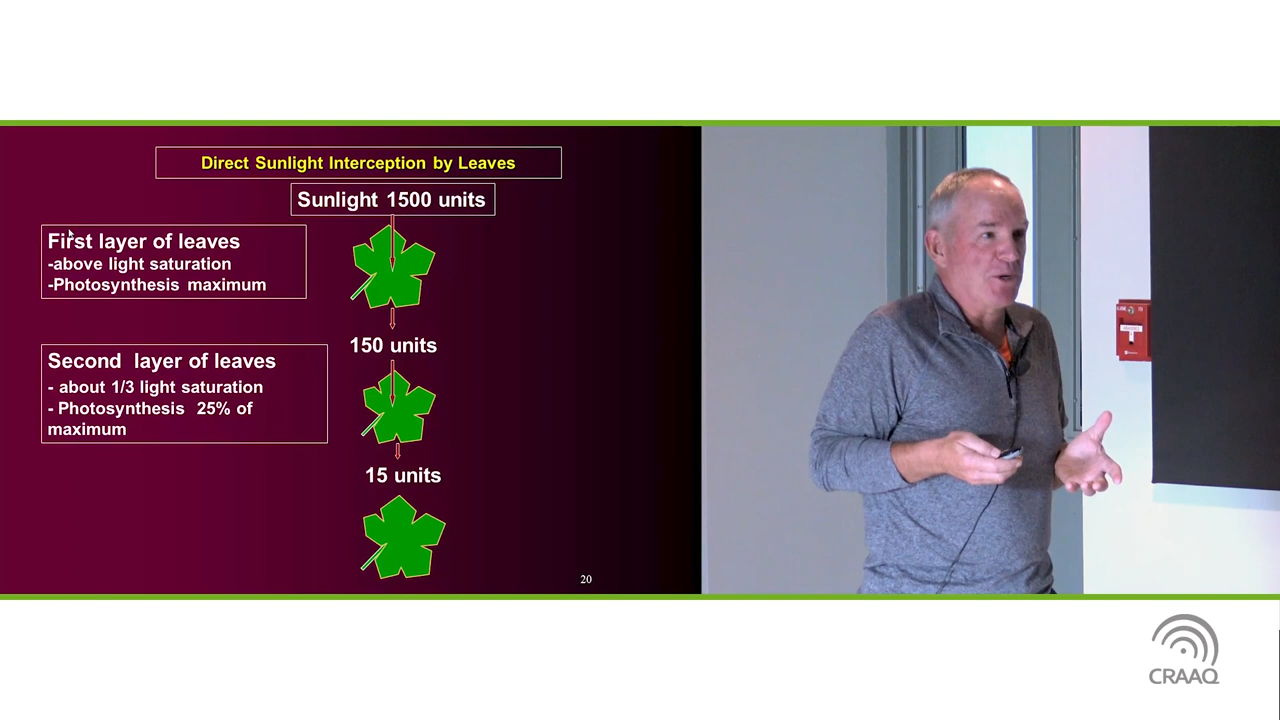 Direct Sunlight Interception by Leaves
Sunlight 1500 units
First layer of leaves
-above light saturation
-Photosynthesis maximum
150 units
Second layer of leaves
- about 1/3 light saturation
- Photosynthesis 25% of
maximum
15 units
20
CRAAQ